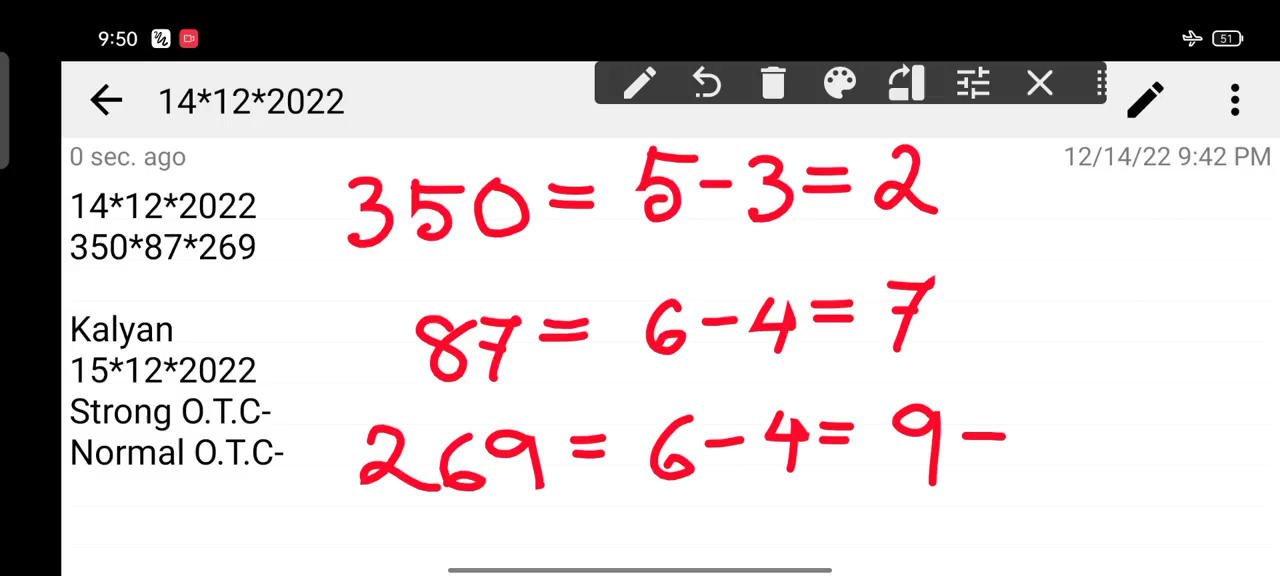 9:50
51
14*12*2022
0 sec. ago
12/14/22 9:42 PM
14*12*2022
350*87*269
350 = 5-3=2
Kalyan
87 = 6-4=7
15*12*2022
Strong O.T.C-
Normal O.T.C-
269 = 6-4= 9-